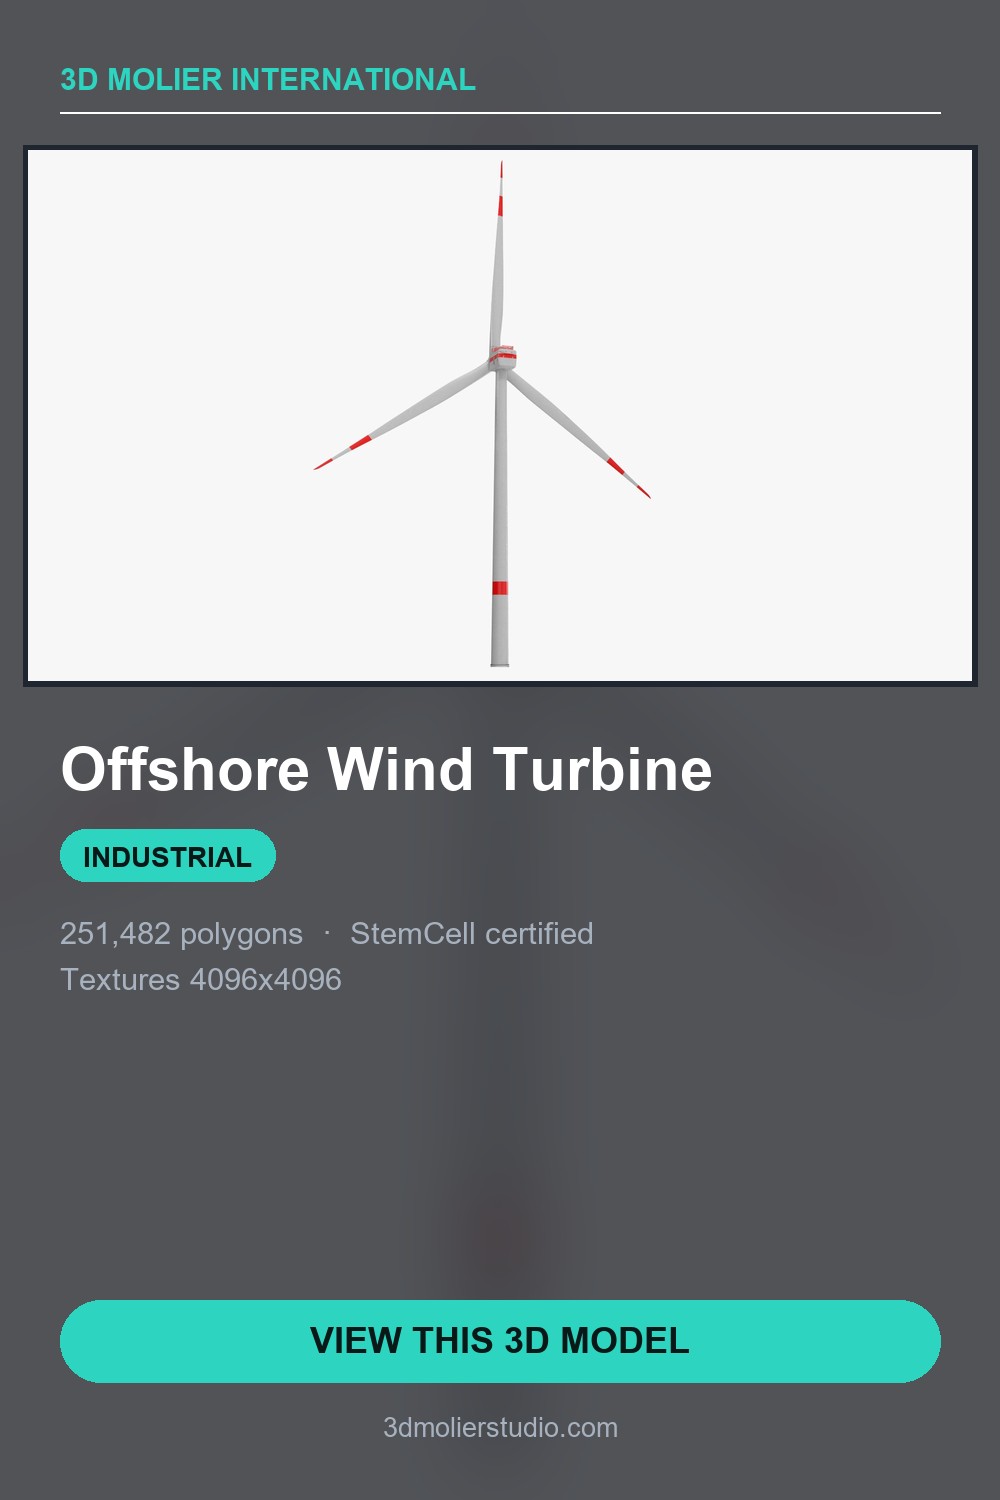 3D MOLIER INTERNATIONAL
Offshore Wind Turbine
INDUSTRIAL
251,482 polygons · StemCell certified
Textures 4096x4096
VIEW THIS 3D MODEL
3dmolierstudio.com